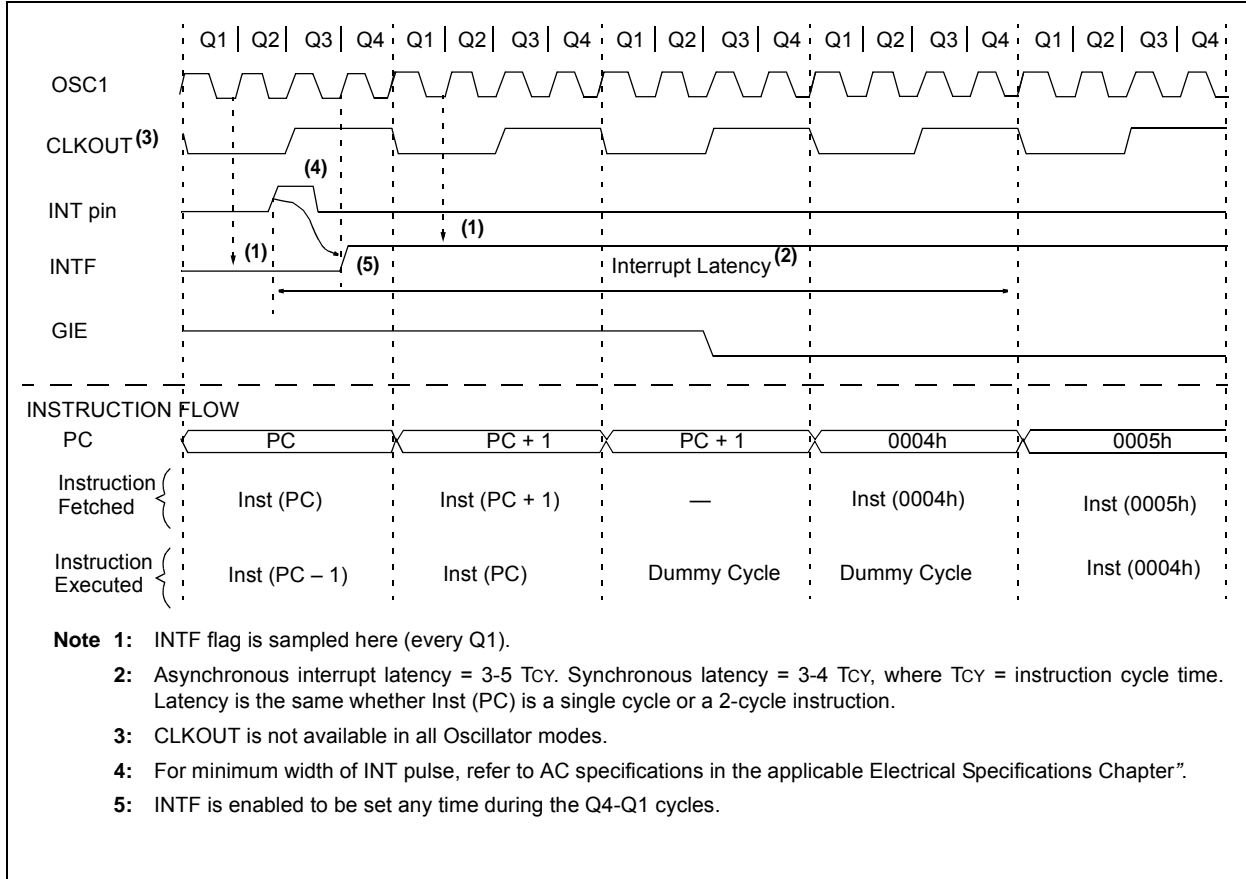 Q1 Q2 Q3 Q4 Q1 Q2 Q3 Q4 Q1 Q2 Q3 Q4 Q1 Q2 Q3 Q4 Q1 Q2 Q3 Q4
OSC1
CLKOUT (3)
(4)
INT pin
(1)
(1)
INTF
(5)
Interrupt Latency (2)
GIE
INSTRUCTION FLOW
PC PC PC + 1 PC + 1 0004h 0005h
Instruction
Fetched
Inst (PC) Inst (PC + 1) — Inst (0004h) Inst (0005h)
Instruction
Executed
Inst (PC – 1) Inst (PC) Dummy Cycle Dummy Cycle Inst (0004h)
Note 1: INTF flag is sampled here (every Q1).
2: Asynchronous interrupt latency = 3-5 TCY. Synchronous latency = 3-4 TCY, where TCY = instruction cycle time.
Latency is the same whether Inst (PC) is a single cycle or a 2-cycle instruction.
3: CLKOUT is not available in all Oscillator modes.
4: For minimum width of INT pulse, refer to AC specifications in the applicable Electrical Specifications Chapter”.
5: INTF is enabled to be set any time during the Q4-Q1 cycles.